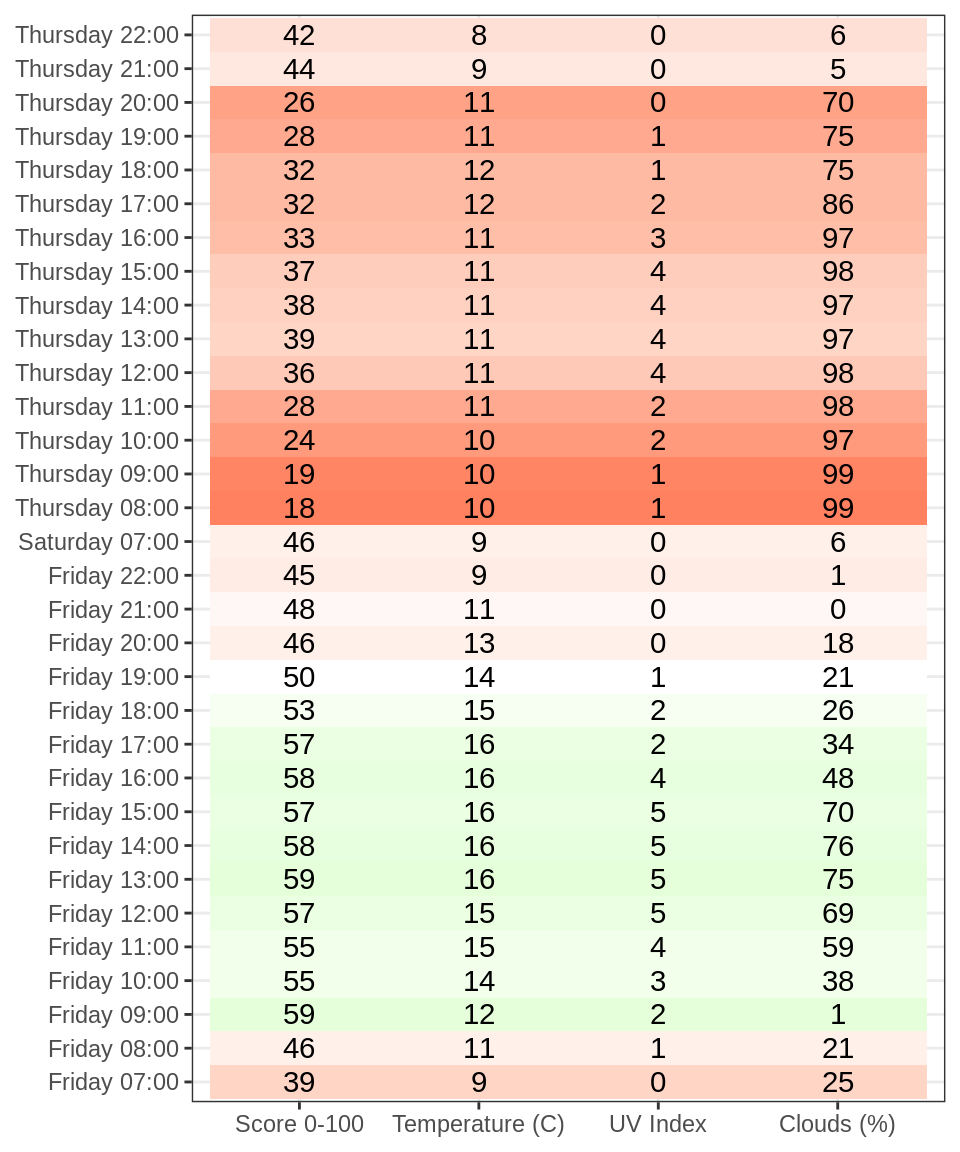 Thursday 22:00 42 8 0 6
Thursday 21:00 44 9 0 5
Thursday 20:00 26 11 0 70
Thursday 19:00 28 11 1 75
Thursday 18:00 32 12 1 75
Thursday 17:00 32 12 2 86
Thursday 16:00 33 11 3 97
Thursday 15:00 37 11 4 98
Thursday 14:00 38 11 4 97
Thursday 13:00 39 11 4 97
Thursday 12:00 36 11 4 98
Thursday 11:00 28 11 2 98
Thursday 10:00 24 10 2 97
Thursday 09:00 19 10 1 99
Thursday 08:00 18 10 1 99
Saturday 07:00 46 9 0 6
Friday 22:00 45 9 0 1
Friday 21:00 48 11 0 0
Friday 20:00 46 13 0 18
Friday 19:00 50 14 1 21
Friday 18:00 53 15 2 26
Friday 17:00 57 16 2 34
Friday 16:00 58 16 4 48
Friday 15:00 57 16 5 70
Friday 14:00 58 16 5 76
Friday 13:00 59 16 5 75
Friday 12:00 57 15 5 69
Friday 11:00 55 15 4 59
Friday 10:00 55 14 3 38
Friday 09:00 59 12 2 1
Friday 08:00 46 11 1 21
Friday 07:00 39 9 0 25
Score 0-100 Temperature (C) UV Index Clouds (%)